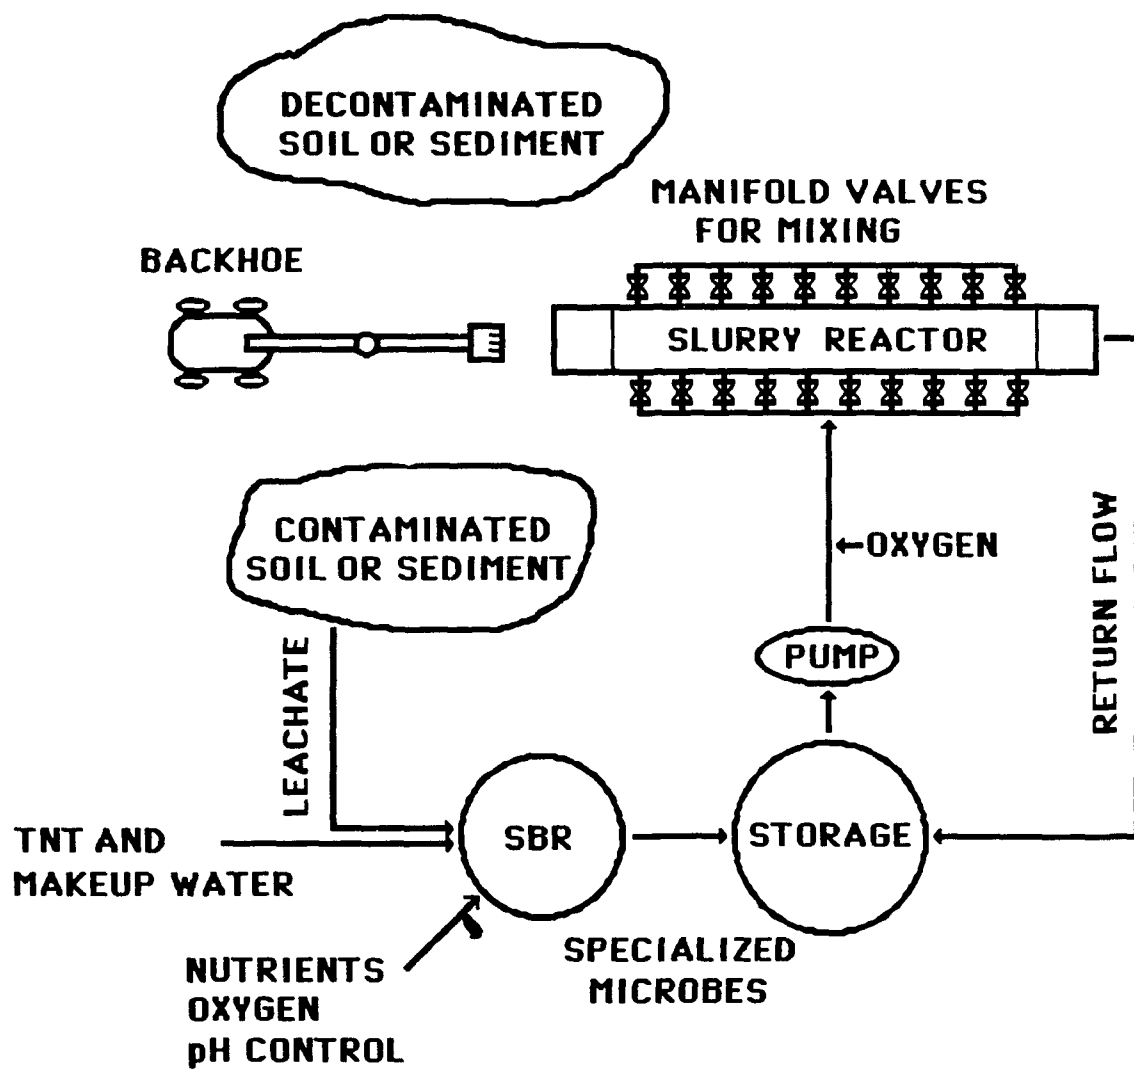 DECONTAMINATED
SOIL OR SEDIMENT
MANIFOLD VALVES
FOR MIXING
BACKHOE
SLURRY REACTOR
CONTAMINATED
SOIL OR SEDIMENT
OXYGEN
RETURN FLOW
PUMP
LEACHATE
TNT AND
MAKEUP WATER
SBR
STORAGE
SPECIALIZED
MICROBES
NUTRIENTS
OXYGEN
pH CONTROL